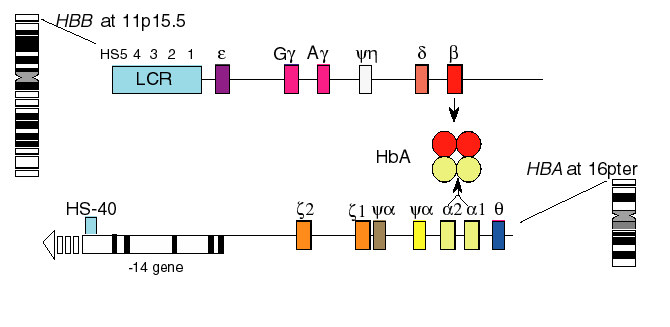 HBB at 11p15.5
HS5 4 3 2 1 ε Gγ Aγ ψη δ β
LCR
HbA
HBA at 16pter
HS-40 ζ2 ζ1 ψα ψα α2 α1 θ
-14 gene